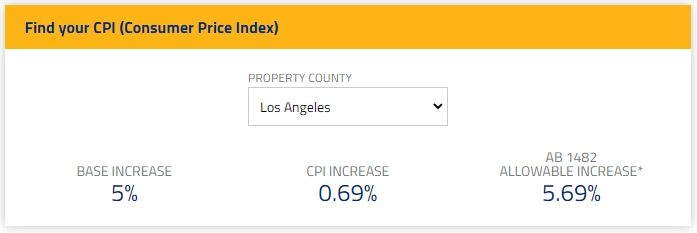 Find your CPI (Consumer Price Index)
PROPERTY COUNTY
Los Angeles
BASE INCREASE
5%
CPI INCREASE
0.69%
AB 1482
ALLOWABLE INCREASE*
5.69%